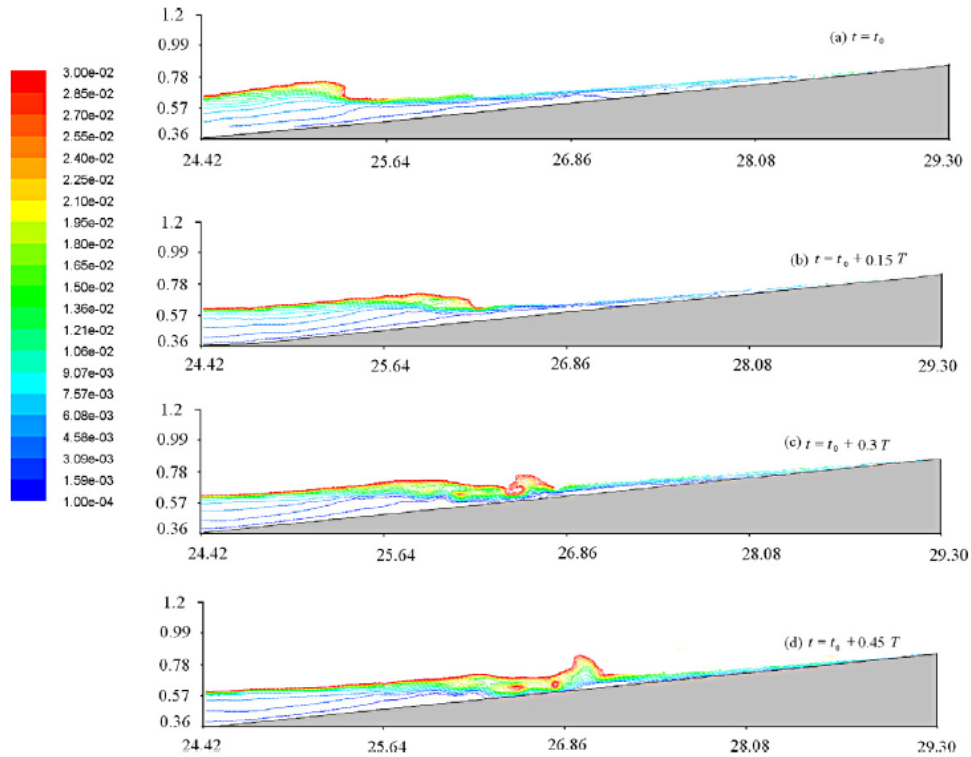 3.00e-02
2.85e-02
2.70e-02
2.55e-02
2.40e-02
2.25e-02
2.10e-02
1.95e-02
1.80e-02
1.65e-02
1.50e-02
1.36e-02
1.21e-02
1.06e-02
9.07e-03
7.57e-03
6.08e-03
4.58e-03
3.09e-03
1.59e-03
1.00e-04
1.2
0.99
0.78
0.57
0.36
(a) t = t₀
24.42 25.64 26.86 28.08 29.30
1.2
0.99
0.78
0.57
0.36
(b) t = t₀ + 0.15 T
24.42 25.64 26.86 28.08 29.30
1.2
0.99
0.78
0.57
0.36
(c) t = t₀ + 0.3 T
24.42 25.64 26.86 28.08 29.30
1.2
0.99
0.78
0.57
0.36
(d) t = t₀ + 0.45 T
24.42 25.64 26.86 28.08 29.30